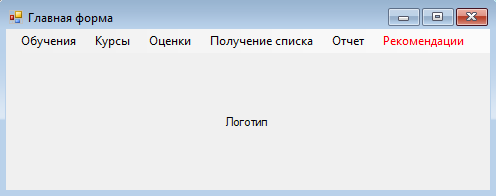 Главная форма
Обучения Курсы Оценки Получение списка Отчет Рекомендации
Логотип